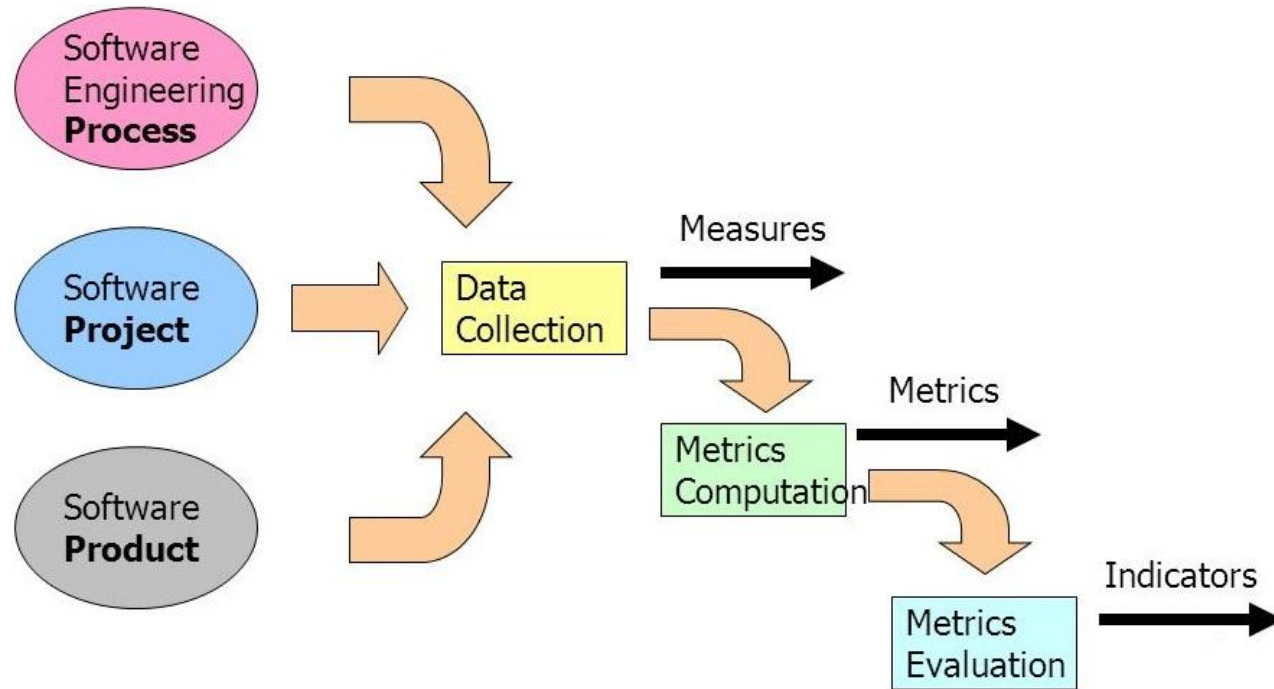 Software
Engineering
Process
Software
Project
Software
Product
Data
Collection
Measures
Metrics
Computation
Metrics
Metrics
Evaluation
Indicators